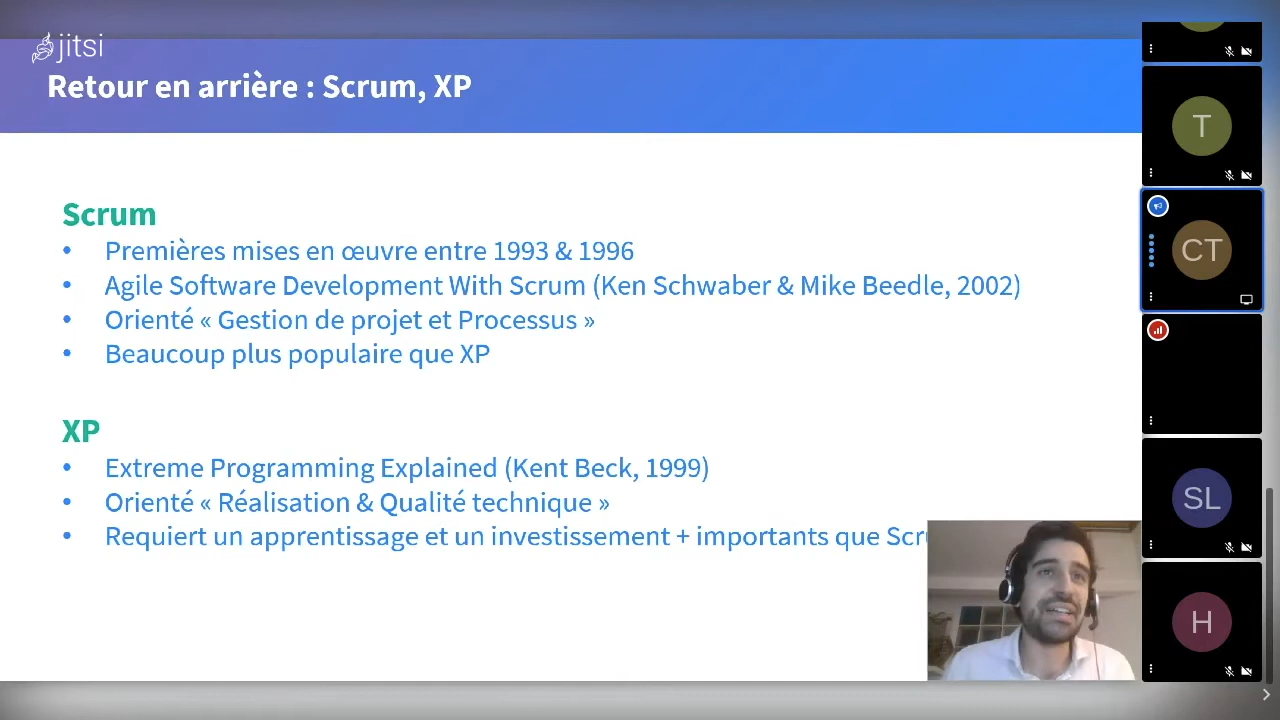 jitsi
Retour en arrière : Scrum, XP
Scrum
• Premières mises en œuvre entre 1993 & 1996
• Agile Software Development With Scrum (Ken Schwaber & Mike Beedle, 2002)
• Orienté « Gestion de projet et Processus »
• Beaucoup plus populaire que XP
XP
• Extreme Programming Explained (Kent Beck, 1999)
• Orienté « Réalisation & Qualité technique »
• Requiert un apprentissage et un investissement + importants que
T
CT
SL
H